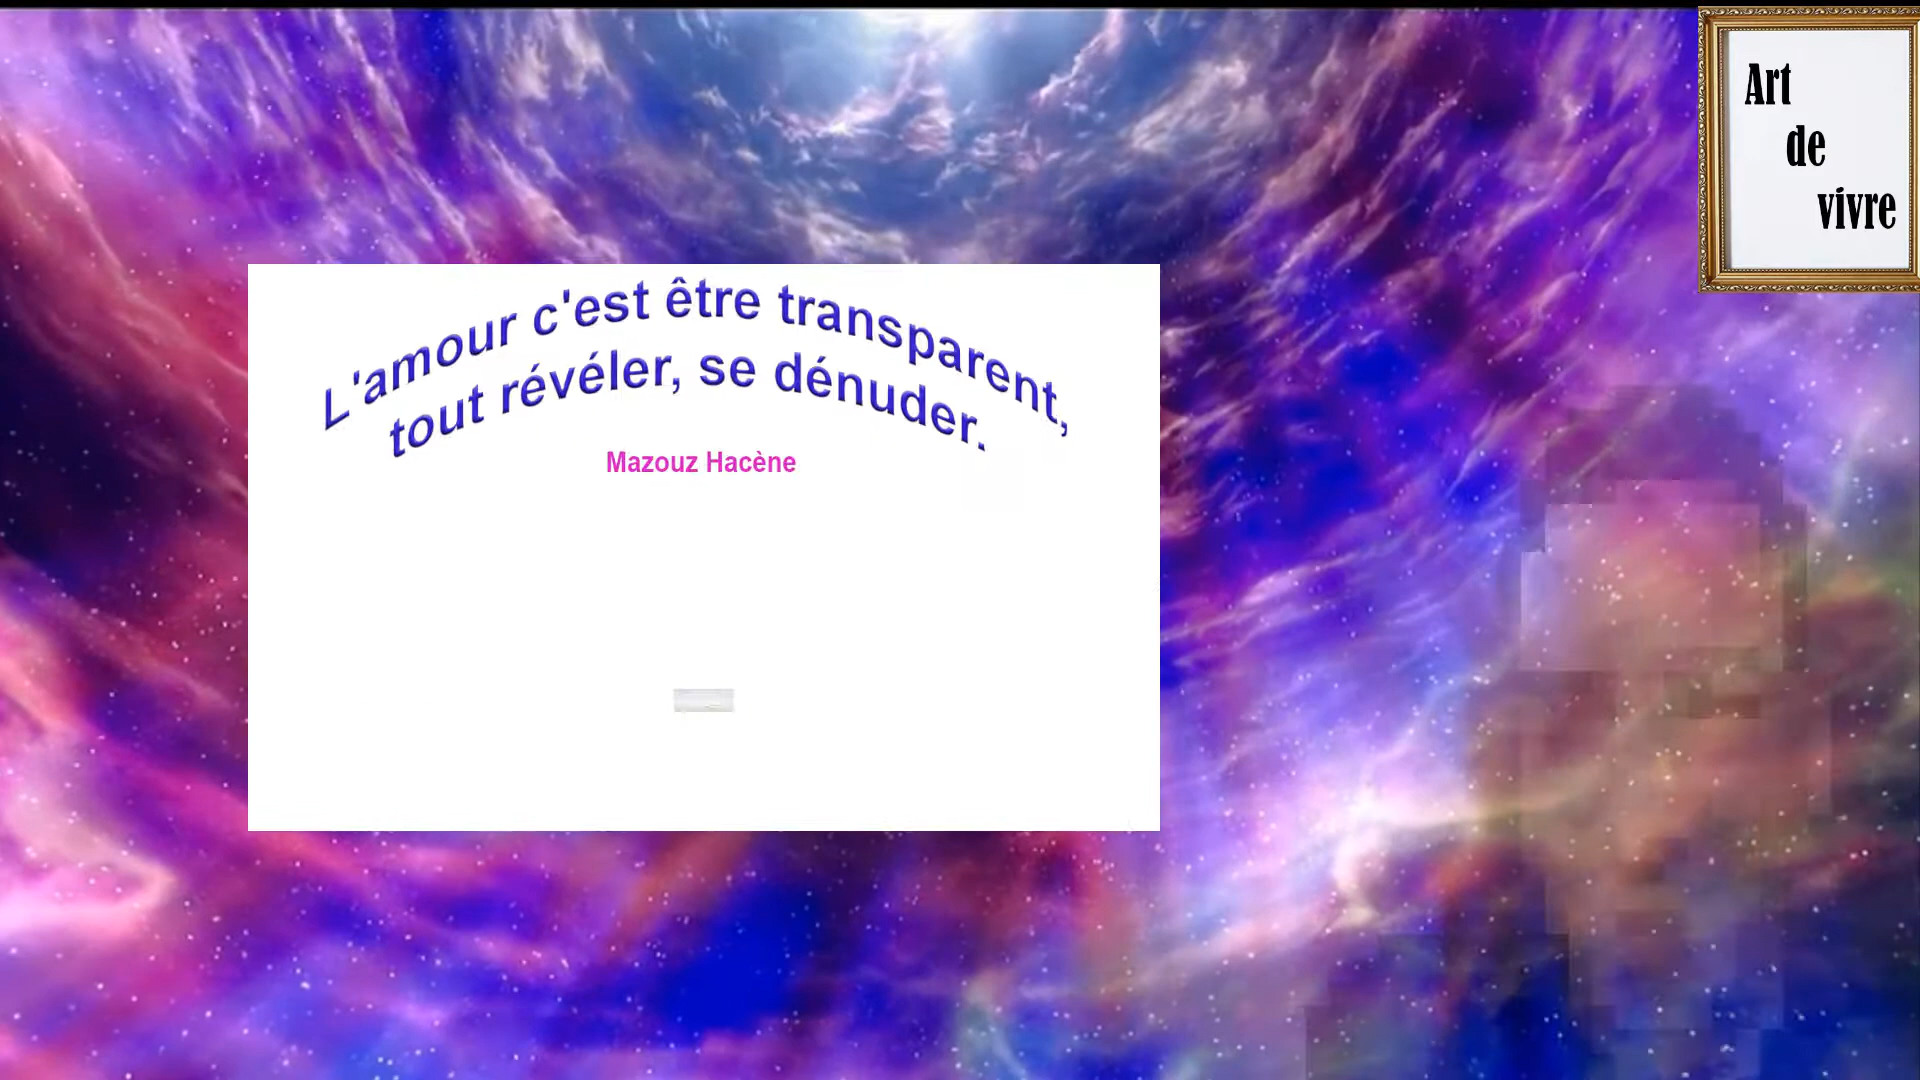 L'amour c'est être transparent,
tout révéler, se dénuder.
Mazouz Hacène
Art
de
vivre